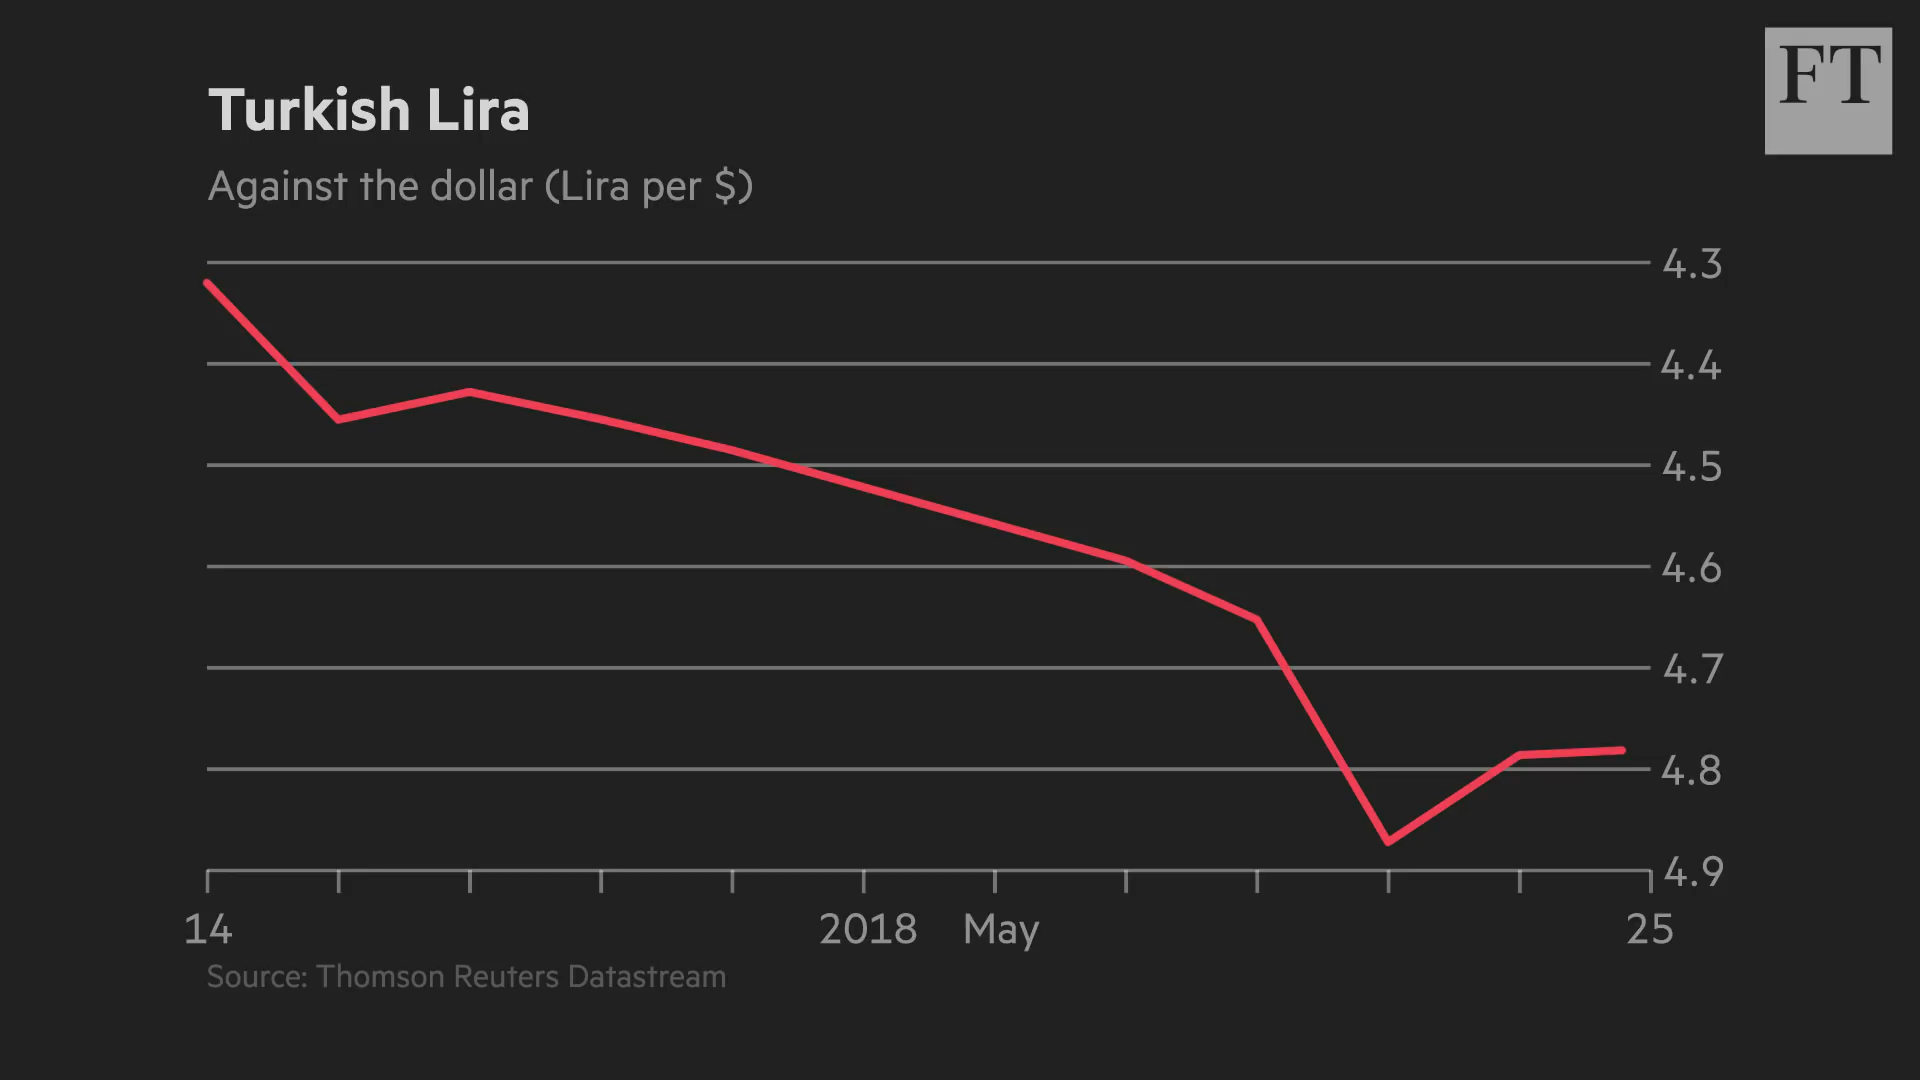 FT
Turkish Lira
Against the dollar (Lira per $)
4.3
4.4
4.5
4.6
4.7
4.8
4.9
14 2018 May 25
Source: Thomson Reuters Datastream